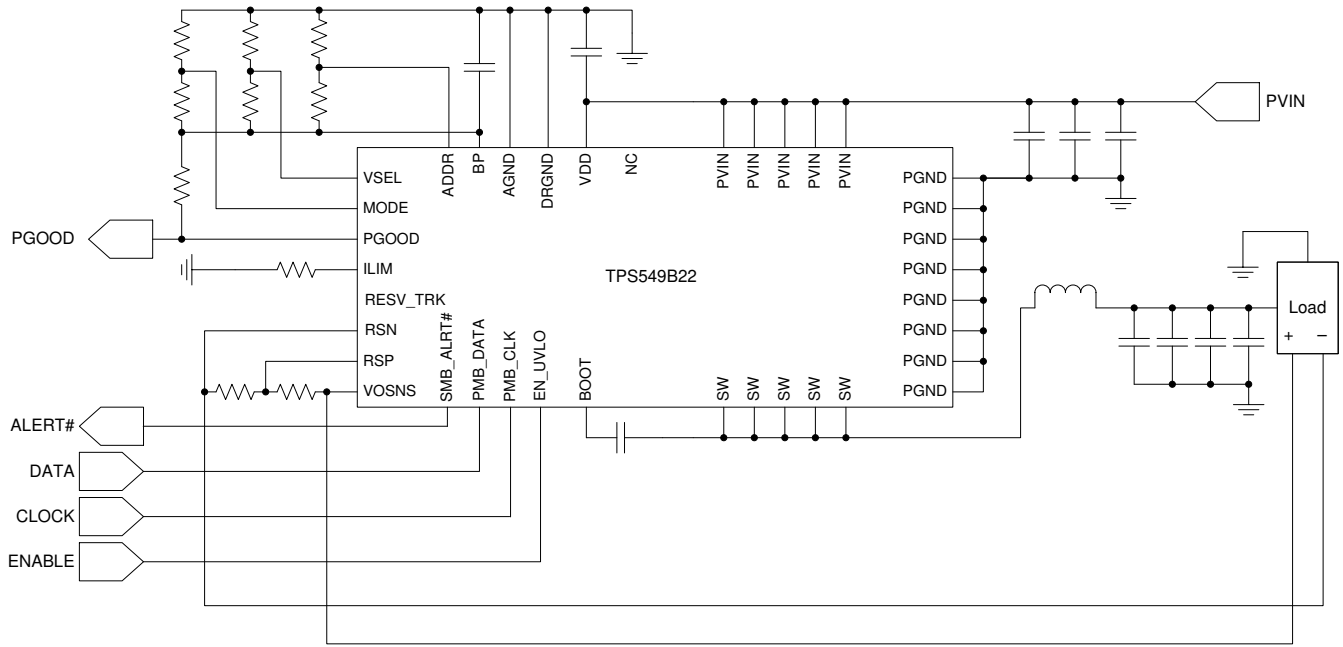 ADDR
BP
AGND
DRGND
VDD
NC
PVIN
PVIN
PVIN
PVIN
PVIN
PVIN
VSEL
MODE
PGOOD
PGOOD
ILIM
RESV_TRK
RSN
RSP
VOSNS
TPS549B22
PGND
PGND
PGND
PGND
PGND
PGND
PGND
PGND
Load
+ −
SMB_ALRT#
PMB_DATA
PMB_CLK
EN_UVLO
BOOT
SW
SW
SW
SW
SW
ALERT#
DATA
CLOCK
ENABLE